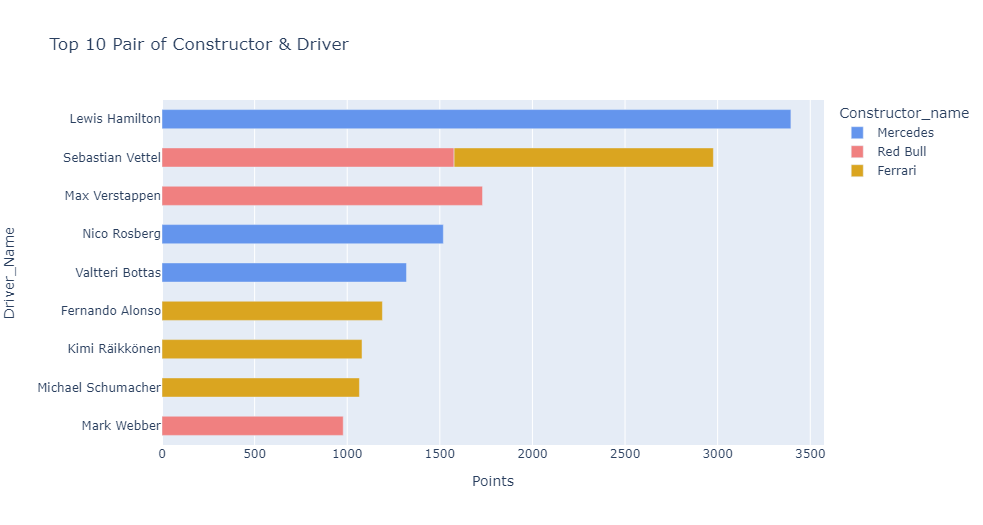 Top 10 Pair of Constructor & Driver
Constructor_name
Mercedes
Red Bull
Ferrari
Driver_Name
Lewis Hamilton
Sebastian Vettel
Max Verstappen
Nico Rosberg
Valtteri Bottas
Fernando Alonso
Kimi Räikkönen
Michael Schumacher
Mark Webber
0 500 1000 1500 2000 2500 3000 3500
Points